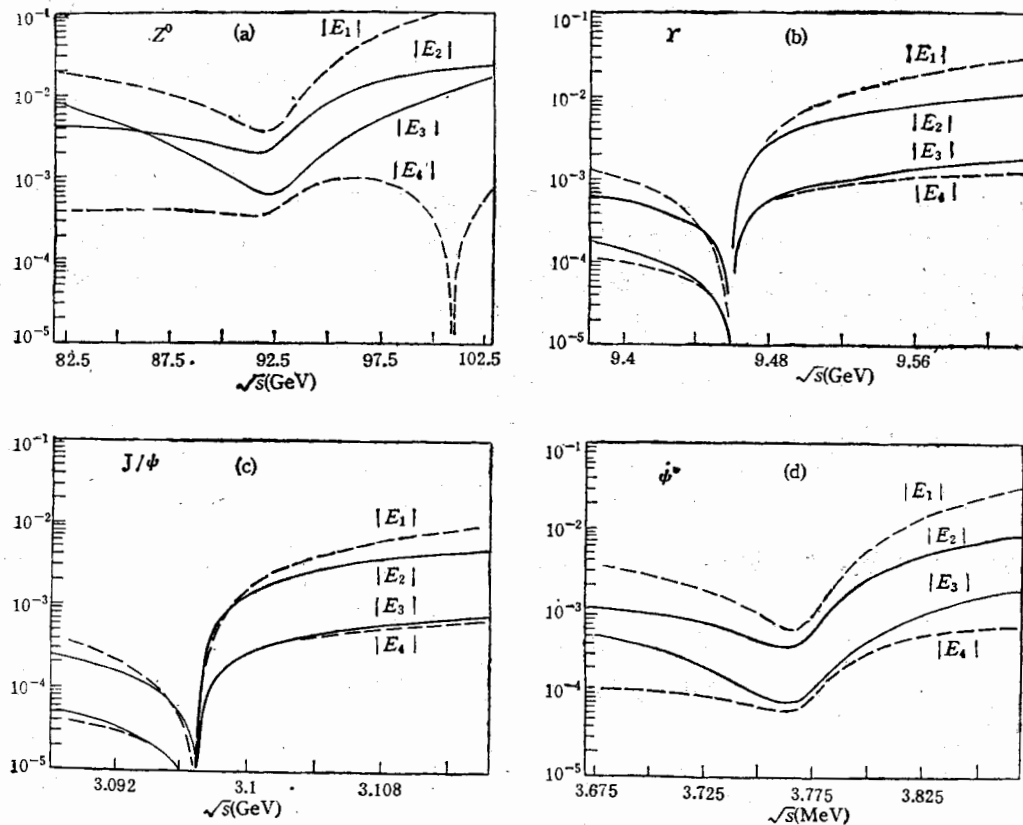 10⁻¹ Z⁰ (a) |E₁|
|E₂|
10⁻²
|E₃|
|E₄|
10⁻³
10⁻⁴
10⁻⁵
82.5 87.5 92.5 97.5 102.5
√s(GeV)
10⁻¹ Υ (b)
|E₁|
10⁻²
|E₂|
|E₃|
10⁻³
|E₄|
10⁻⁴
10⁻⁵
9.4 9.48 9.56
√s(GeV)
10⁻¹
J/ψ (c)
10⁻²
|E₁|
|E₂|
10⁻³
|E₃|
|E₄|
10⁻⁴
10⁻⁵
3.092 3.1 3.108
√s(GeV)
10⁻¹
(d)
|E₁|
10⁻²
|E₂|
|E₃|
10⁻³
|E₄|
10⁻⁴
10⁻⁵
3.675 3.725 3.775 3.825
√s(MeV)